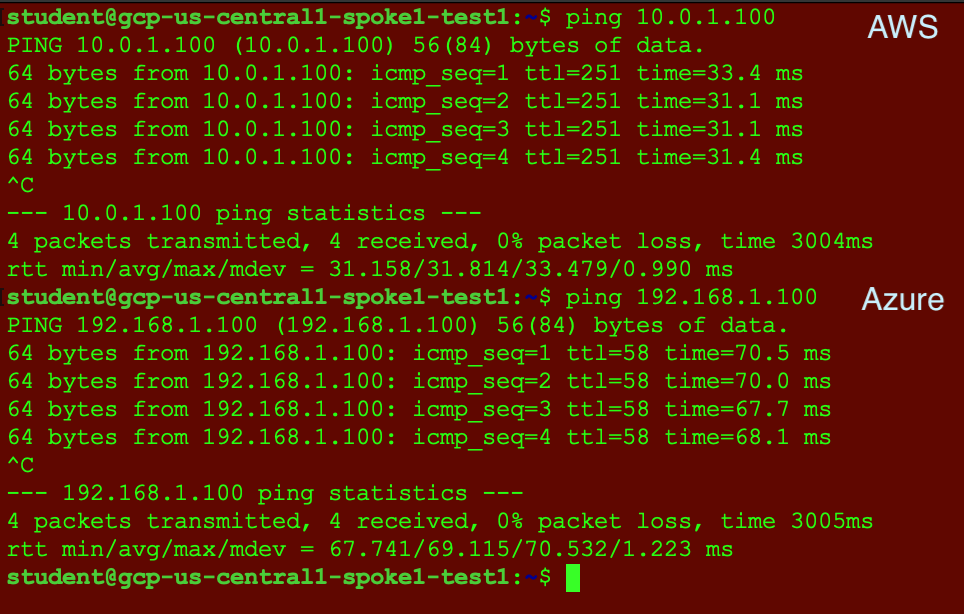 student@gcp-us-central1-spoke1-test1:~$ ping 10.0.1.100
AWS
PING 10.0.1.100 (10.0.1.100) 56(84) bytes of data.
64 bytes from 10.0.1.100: icmp_seq=1 ttl=251 time=33.4 ms
64 bytes from 10.0.1.100: icmp_seq=2 ttl=251 time=31.1 ms
64 bytes from 10.0.1.100: icmp_seq=3 ttl=251 time=31.1 ms
64 bytes from 10.0.1.100: icmp_seq=4 ttl=251 time=31.4 ms
^C
--- 10.0.1.100 ping statistics ---
4 packets transmitted, 4 received, 0% packet loss, time 3004ms
rtt min/avg/max/mdev = 31.158/31.814/33.479/0.990 ms
student@gcp-us-central1-spoke1-test1:~$ ping 192.168.1.100
Azure
PING 192.168.1.100 (192.168.1.100) 56(84) bytes of data.
64 bytes from 192.168.1.100: icmp_seq=1 ttl=58 time=70.5 ms
64 bytes from 192.168.1.100: icmp_seq=2 ttl=58 time=70.0 ms
64 bytes from 192.168.1.100: icmp_seq=3 ttl=58 time=67.7 ms
64 bytes from 192.168.1.100: icmp_seq=4 ttl=58 time=68.1 ms
^C
--- 192.168.1.100 ping statistics ---
4 packets transmitted, 4 received, 0% packet loss, time 3005ms
rtt min/avg/max/mdev = 67.741/69.115/70.532/1.223 ms
student@gcp-us-central1-spoke1-test1:~$